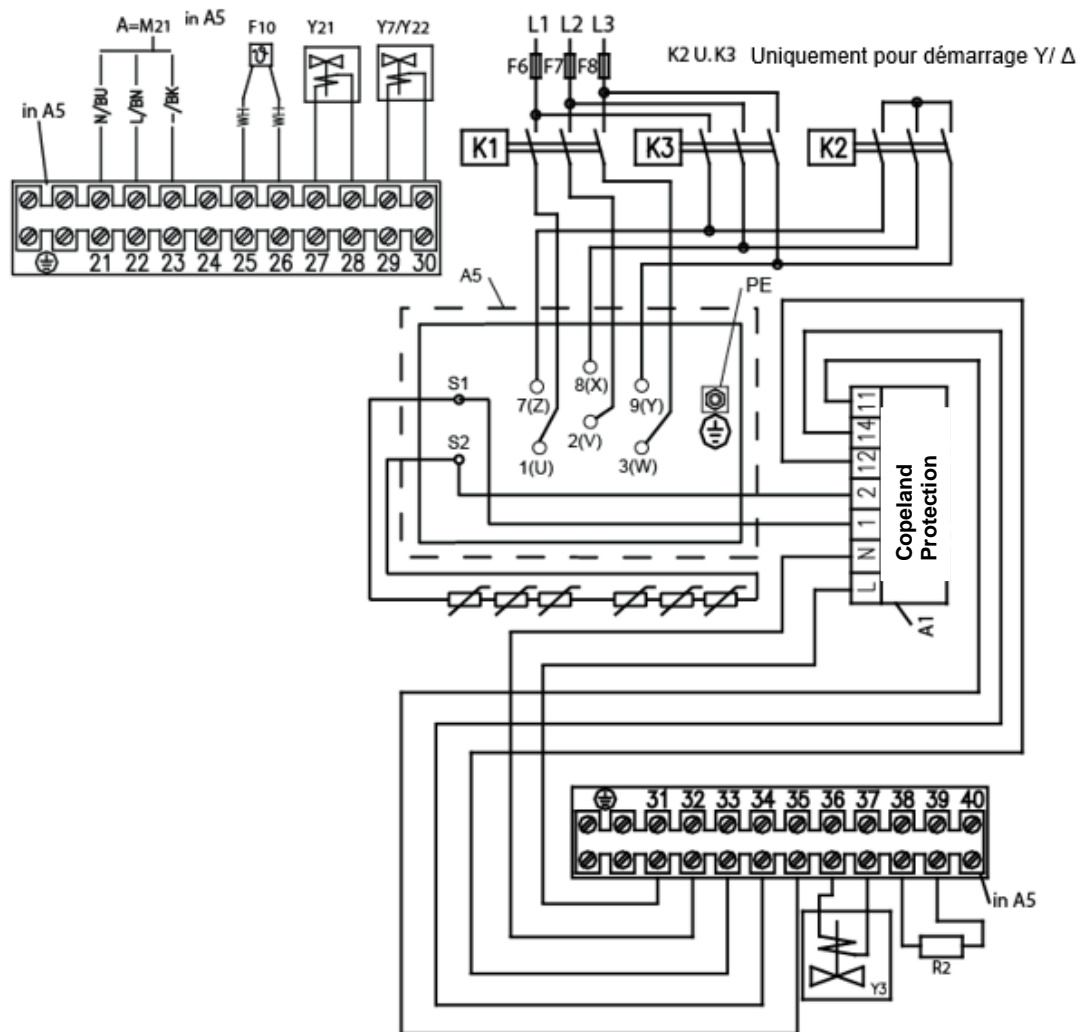 A=M21 in A5
F10
Y21
Y7/Y22
in A5
N/BU
L/BN
-/BK
WH
WH
21 22 23 24 25 26 27 28 29 30
L1 L2 L3
F6 F7 F8
K2 U.K3 Uniquement pour démarrage Y/ Δ
K1
K3
K2
A5
PE
S1
S2
7(Z)
8(X)
9(Y)
1(U)
2(V)
3(W)
11
14
12
2
1
N
L
Copeland
Protection
A1
31 32 33 34 35 36 37 38 39 40
in A5
Y3
R2